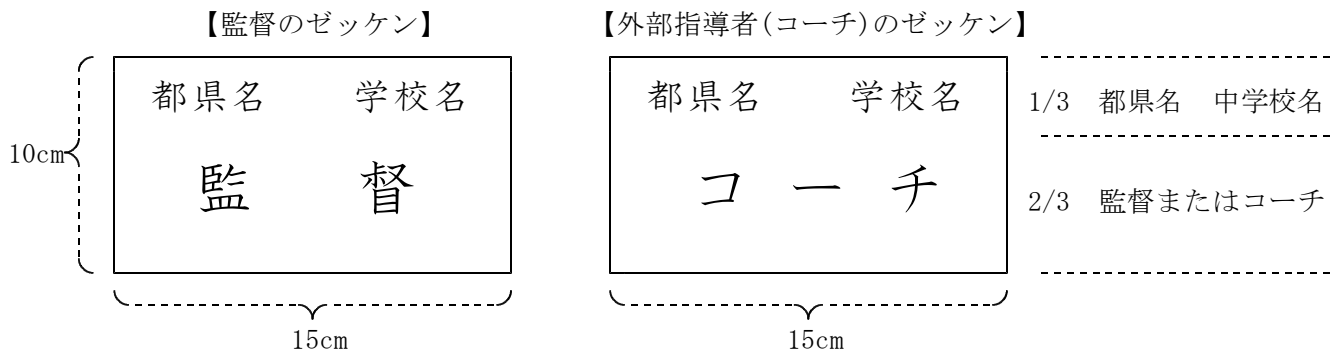 【監督のゼッケン】
【外部指導者(コーチ)のゼッケン】
都県名 学校名
都県名 学校名
1/3 都県名 中学校名
10cm
監 督
コ ー チ
2/3 監督またはコーチ
15cm
15cm